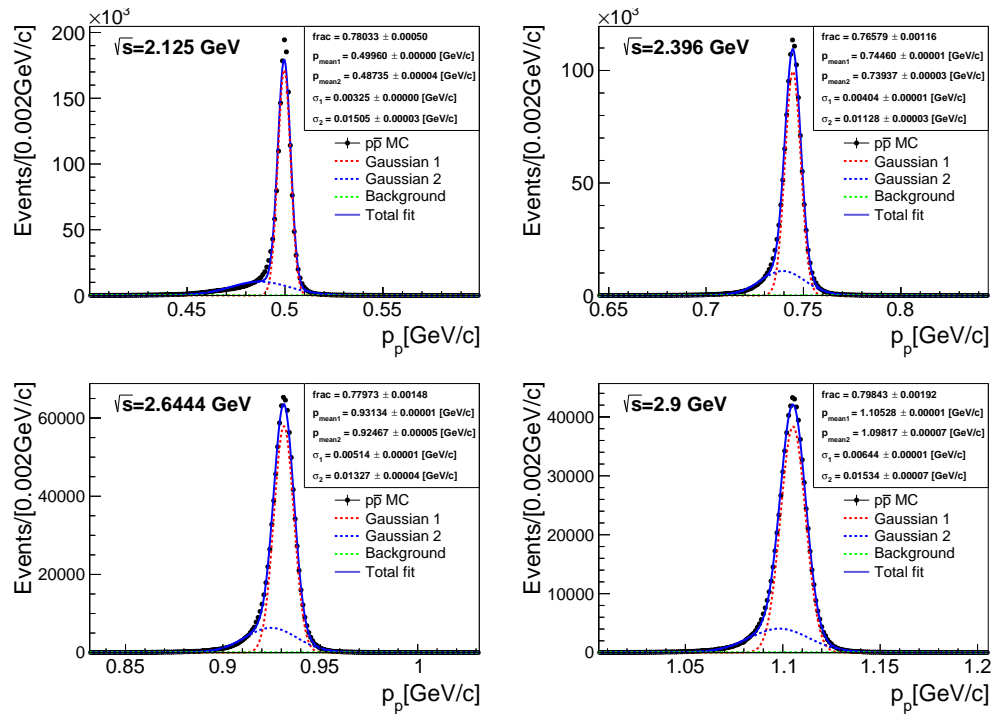 ×10³
200
150
100
50
0
Events/[0.002GeV/c]
√s=2.125 GeV
frac = 0.78033 ± 0.00050
p_mean1 = 0.49960 ± 0.00000 [GeV/c]
p_mean2 = 0.48735 ± 0.00004 [GeV/c]
σ₁ = 0.00325 ± 0.00000 [GeV/c]
σ₂ = 0.01505 ± 0.00003 [GeV/c]
pp̅ MC
Gaussian 1
Gaussian 2
Background
Total fit
0.45 0.5 0.55
p_p[GeV/c]
×10³
100
50
0
Events/[0.002GeV/c]
√s=2.396 GeV
frac = 0.76579 ± 0.00116
p_mean1 = 0.74460 ± 0.00001 [GeV/c]
p_mean2 = 0.73937 ± 0.00003 [GeV/c]
σ₁ = 0.00404 ± 0.00001 [GeV/c]
σ₂ = 0.01128 ± 0.00003 [GeV/c]
pp̅ MC
Gaussian 1
Gaussian 2
Background
Total fit
0.65 0.7 0.75 0.8
p_p[GeV/c]
60000
40000
20000
0
Events/[0.002GeV/c]
√s=2.6444 GeV
frac = 0.77973 ± 0.00148
p_mean1 = 0.93134 ± 0.00001 [GeV/c]
p_mean2 = 0.92467 ± 0.00005 [GeV/c]
σ₁ = 0.00514 ± 0.00001 [GeV/c]
σ₂ = 0.01327 ± 0.00004 [GeV/c]
pp̅ MC
Gaussian 1
Gaussian 2
Background
Total fit
0.85 0.9 0.95 1
p_p[GeV/c]
40000
30000
20000
10000
0
Events/[0.002GeV/c]
√s=2.9 GeV
frac = 0.79843 ± 0.00192
p_mean1 = 1.10528 ± 0.00001 [GeV/c]
p_mean2 = 1.09817 ± 0.00007 [GeV/c]
σ₁ = 0.00644 ± 0.00001 [GeV/c]
σ₂ = 0.01534 ± 0.00007 [GeV/c]
pp̅ MC
Gaussian 1
Gaussian 2
Background
Total fit
1.05 1.1 1.15 1.2
p_p[GeV/c]